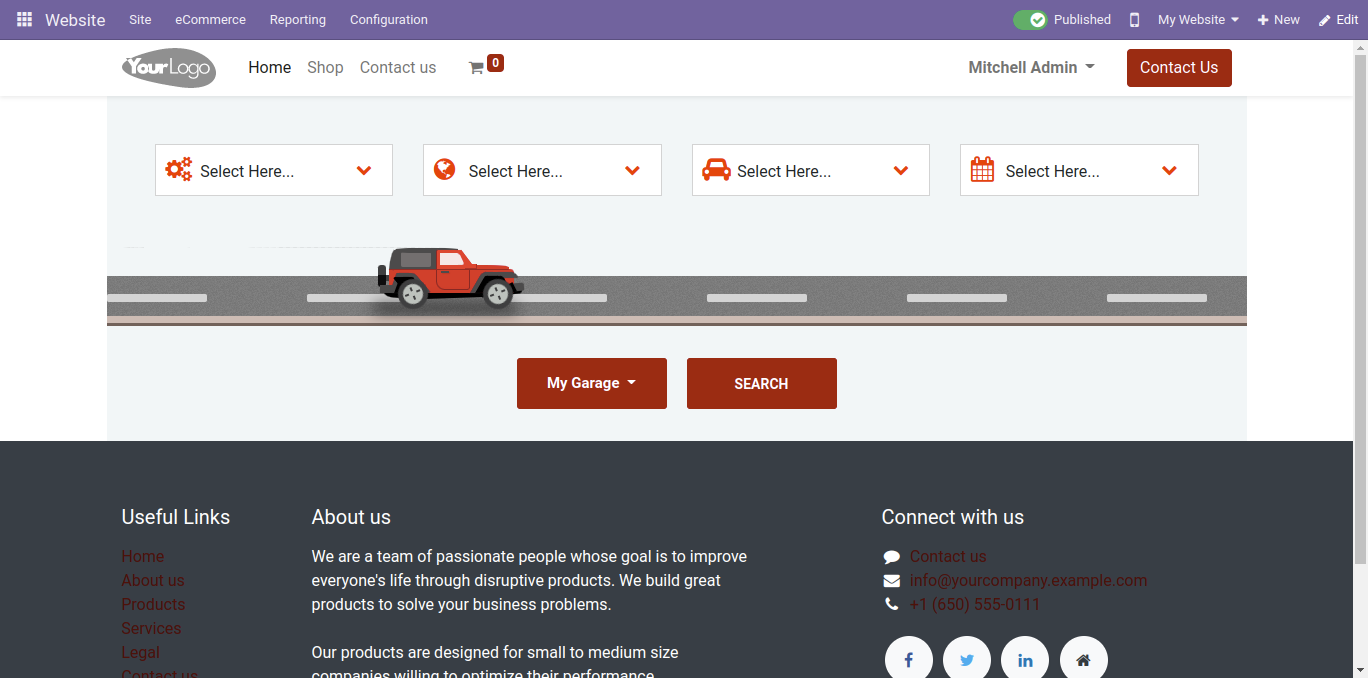 Website Site eCommerce Reporting Configuration Published My Website New Edit
YourLogo Home Shop Contact us 0 Mitchell Admin Contact Us
Select Here... Select Here... Select Here... Select Here...
My Garage SEARCH
Useful Links About us Connect with us
Home We are a team of passionate people whose goal is to improve Contact us
About us everyone's life through disruptive products. We build great info@yourcompany.example.com
Products products to solve your business problems. +1 (650) 555-0111
Services
Legal Our products are designed for small to medium size
Contact us companies willing to optimize their performance.